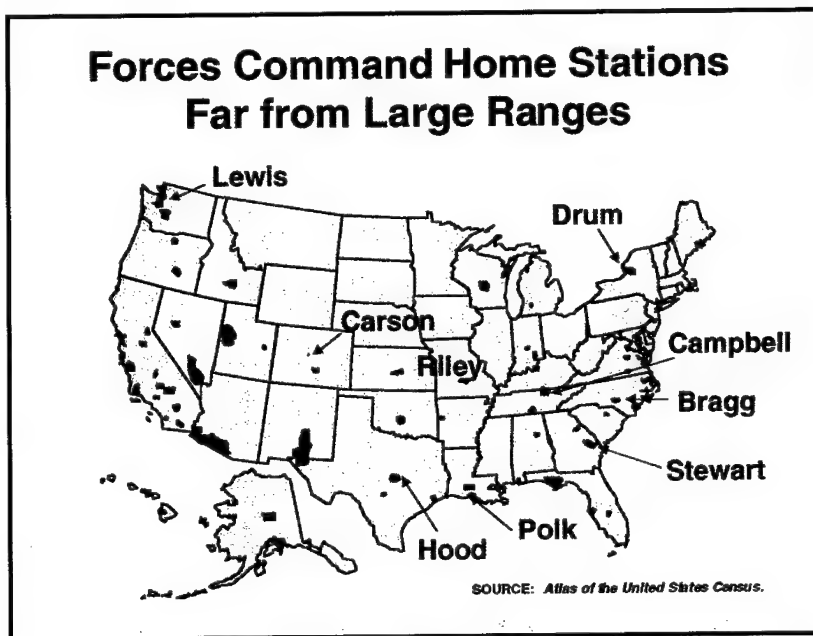 Forces Command Home Stations
Far from Large Ranges
Lewis
Drum
Carson
Riley
Campbell
Bragg
Stewart
Polk
Hood
SOURCE: Atlas of the United States Census.